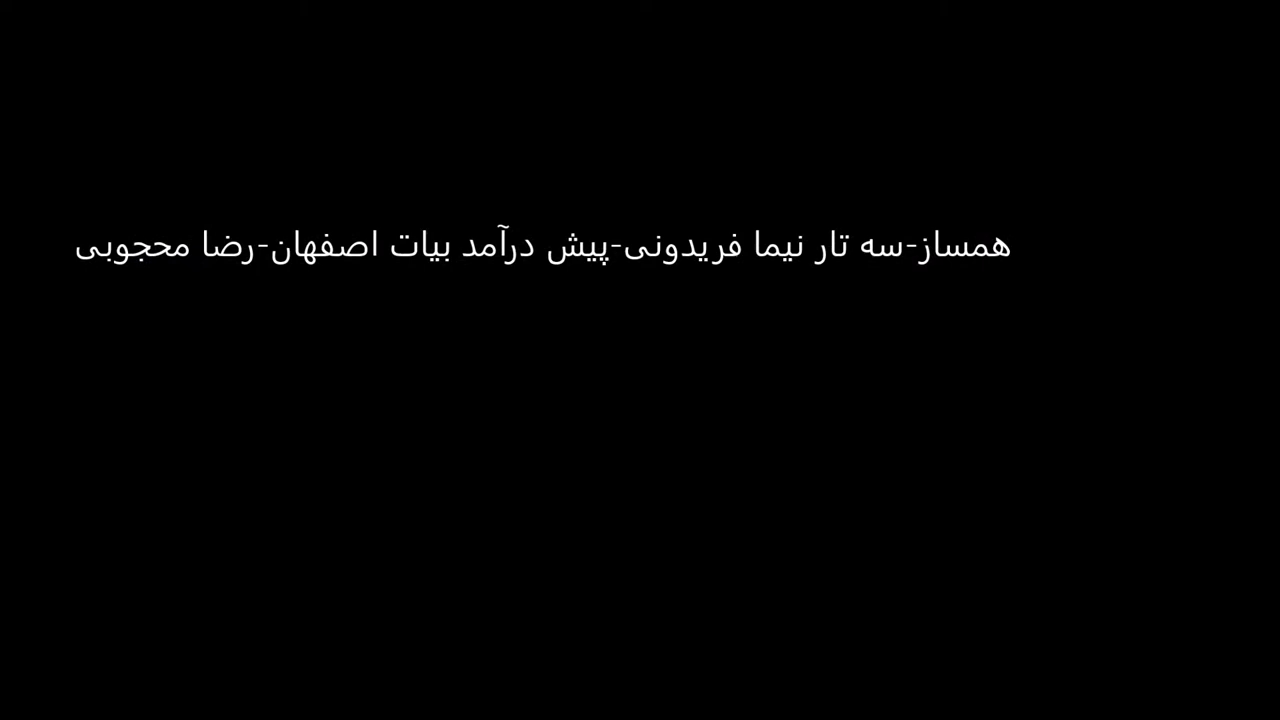 همساز-سه تار نیما فریدونی-پیش درآمد بیات اصفهان-رضا محجوبی